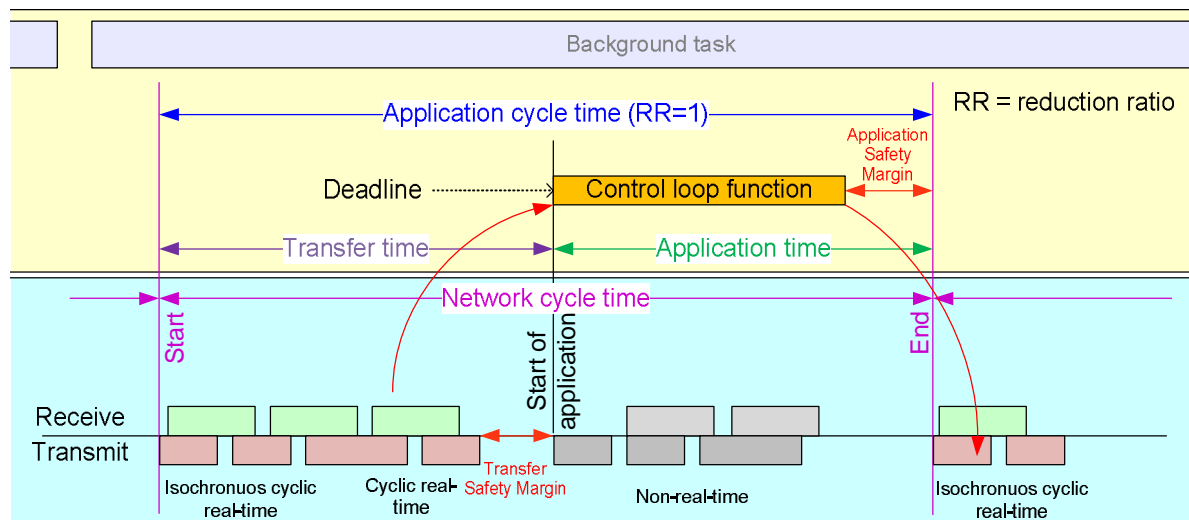 Background task
Application cycle time (RR=1)
RR = reduction ratio
Application
Safety
Margin
Deadline
Control loop function
Transfer time
Application time
Network cycle time
Start
Start of
application
End
Receive
Transmit
Transfer
Safety Margin
Isochronuos cyclic
real-time
Cyclic real-
time
Non-real-time
Isochronuos cyclic
real-time